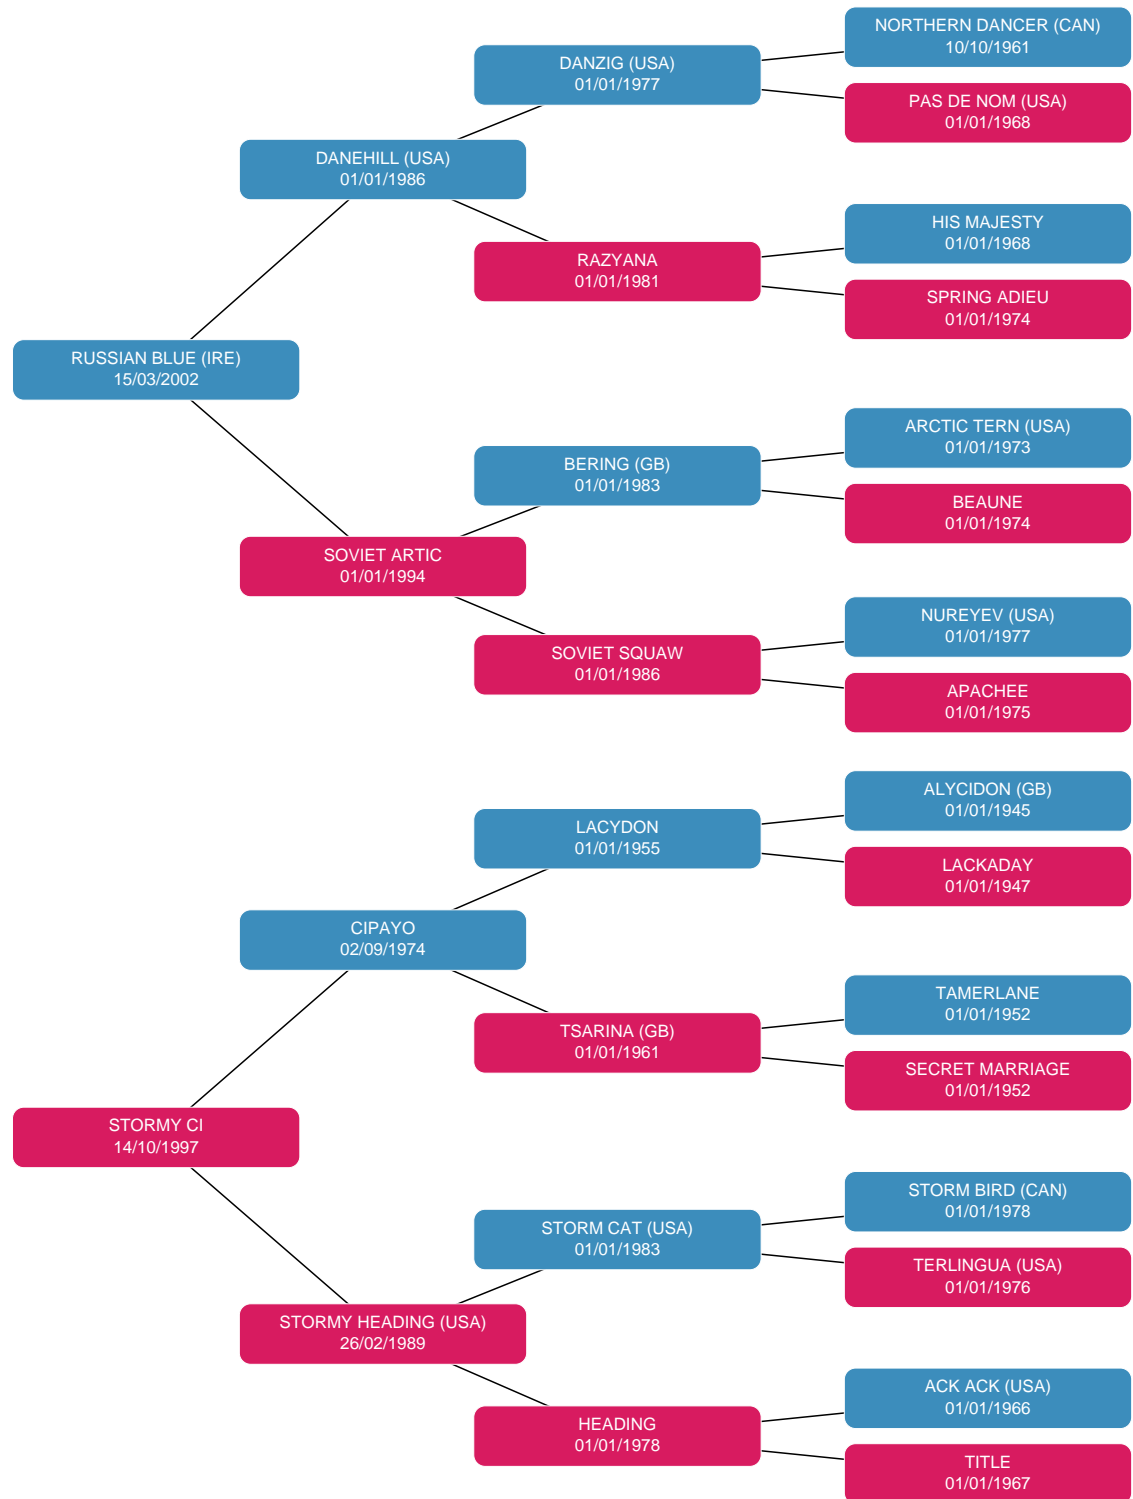 NORTHERN DANCER (CAN)
10/10/1961
DANZIG (USA)
01/01/1977
PAS DE NOM (USA)
01/01/1968
DANEHILL (USA)
01/01/1986
HIS MAJESTY
01/01/1968
RAZYANA
01/01/1981
SPRING ADIEU
01/01/1974
RUSSIAN BLUE (IRE)
15/03/2002
ARCTIC TERN (USA)
01/01/1973
BERING (GB)
01/01/1983
BEAUNE
01/01/1974
SOVIET ARTIC
01/01/1994
NUREYEV (USA)
01/01/1977
SOVIET SQUAW
01/01/1986
APACHEE
01/01/1975
ALYCIDON (GB)
01/01/1945
LACYDON
01/01/1955
LACKADAY
01/01/1947
CIPAYO
02/09/1974
TAMERLANE
01/01/1952
TSARINA (GB)
01/01/1961
SECRET MARRIAGE
01/01/1952
STORMY CI
14/10/1997
STORM BIRD (CAN)
01/01/1978
STORM CAT (USA)
01/01/1983
TERLINGUA (USA)
01/01/1976
STORMY HEADING (USA)
26/02/1989
ACK ACK (USA)
01/01/1966
HEADING
01/01/1978
TITLE
01/01/1967